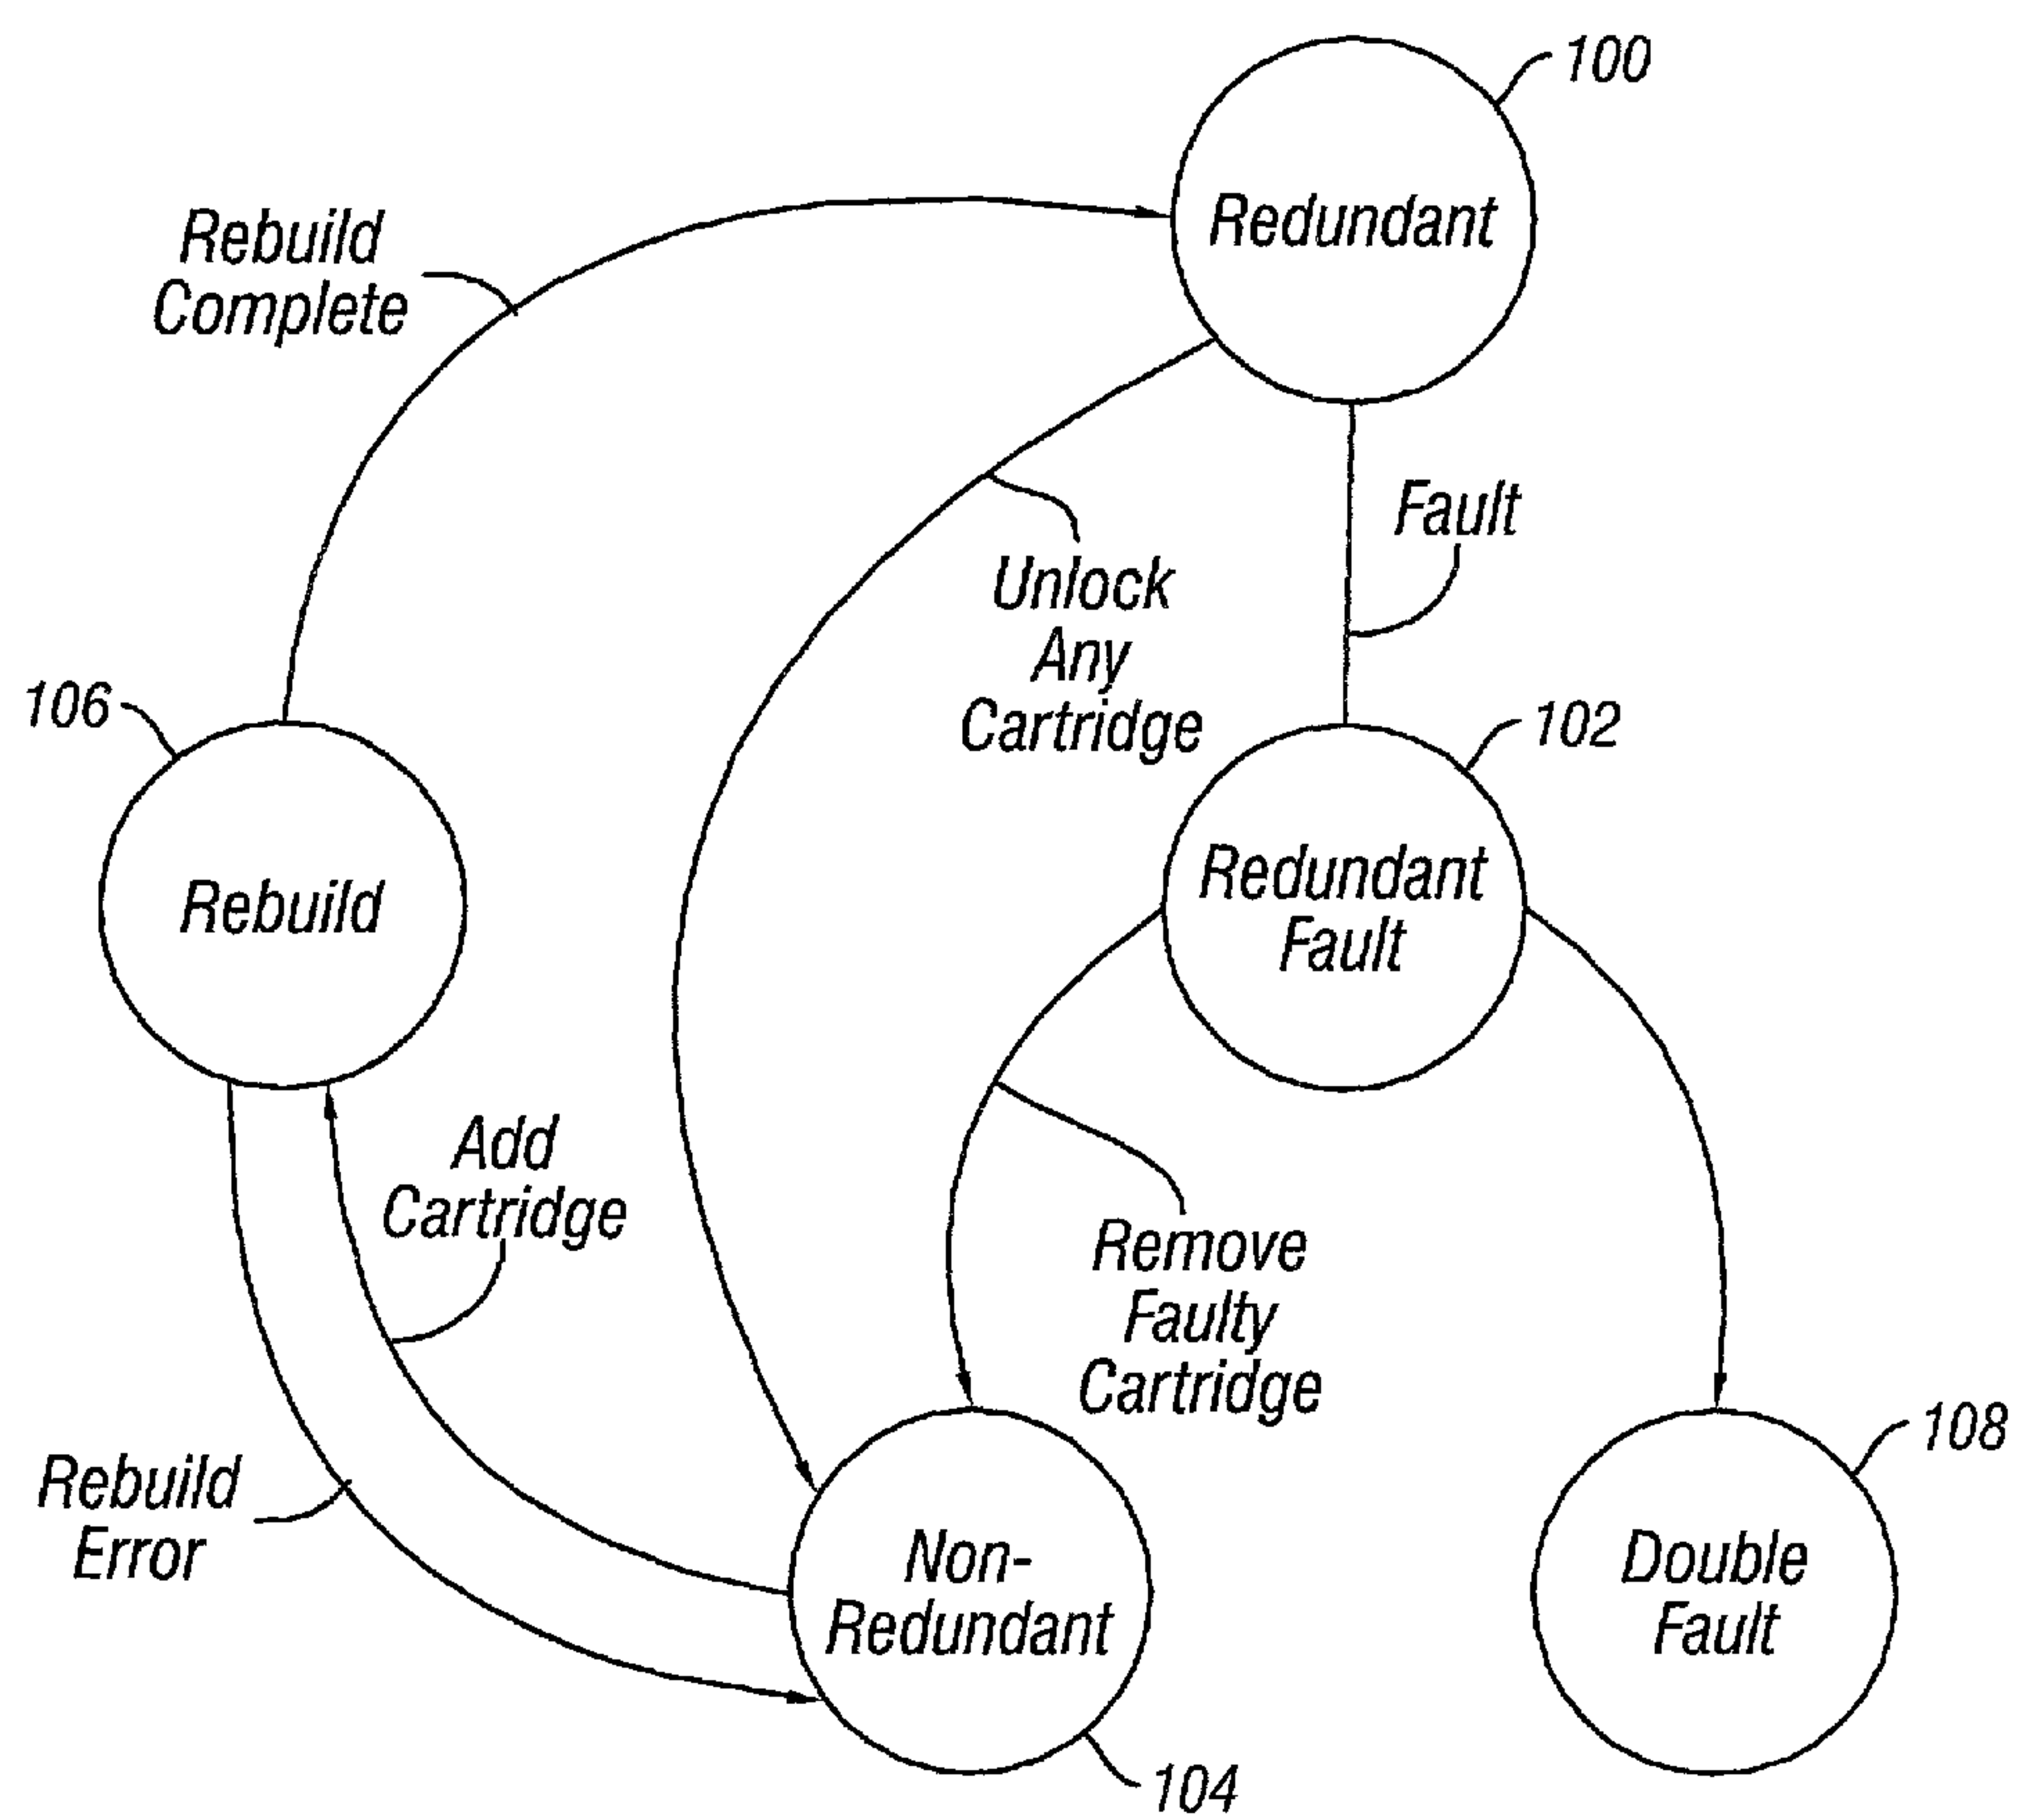 100
Redundant
Rebuild
Complete
Fault
Unlock
Any
Cartridge
106
102
Redundant
Fault
Rebuild
Add
Cartridge
Remove
Faulty
Cartridge
108
Rebuild
Error
Non-
Redundant
Double
Fault
104